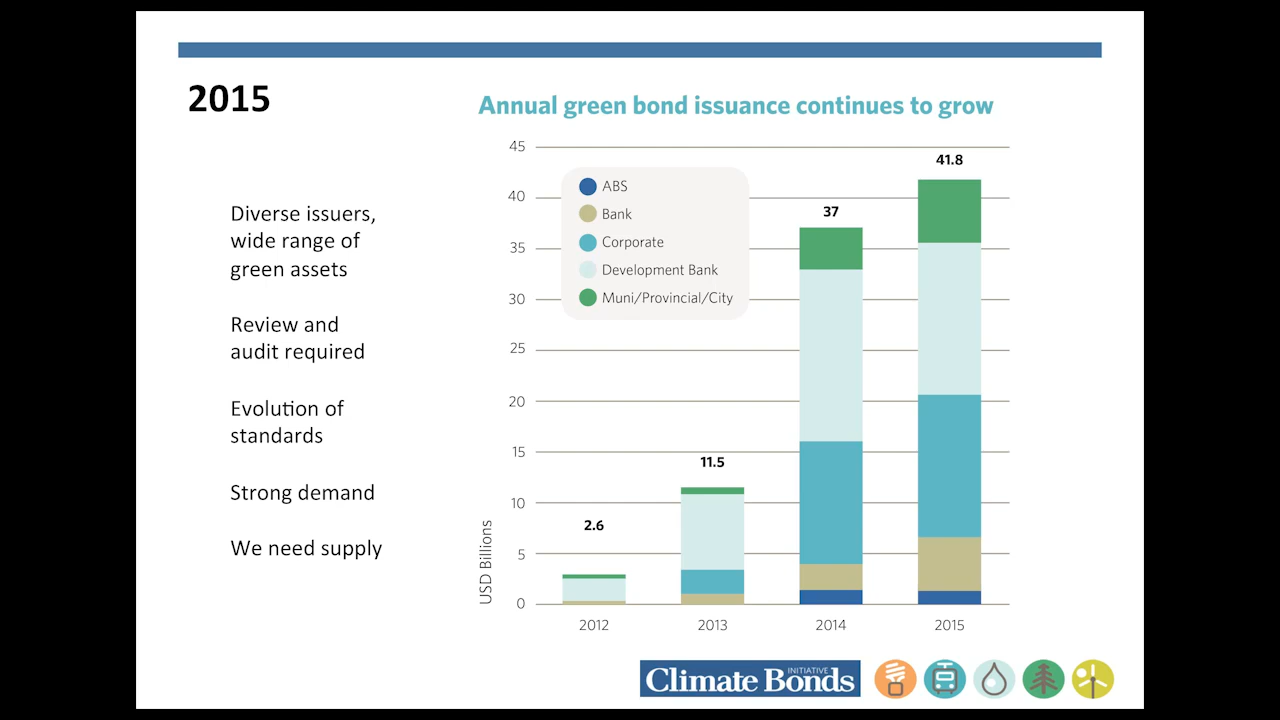 2015
Annual green bond issuance continues to grow
Diverse issuers,
wide range of
green assets
Review and
audit required
Evolution of
standards
Strong demand
We need supply
45
40
35
30
25
20
15
10
5
0
USD Billions
ABS
Bank
Corporate
Development Bank
Muni/Provincial/City
2.6
11.5
37
41.8
2012
2013
2014
2015
INITIATIVE
Climate Bonds